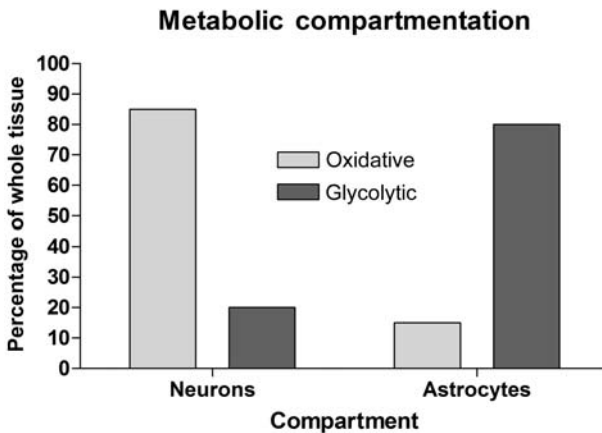 Metabolic compartmentation
Percentage of whole tissue
100
90
80
70
60
50
40
30
20
10
0
Oxidative
Glycolytic
Neurons
Astrocytes
Compartment